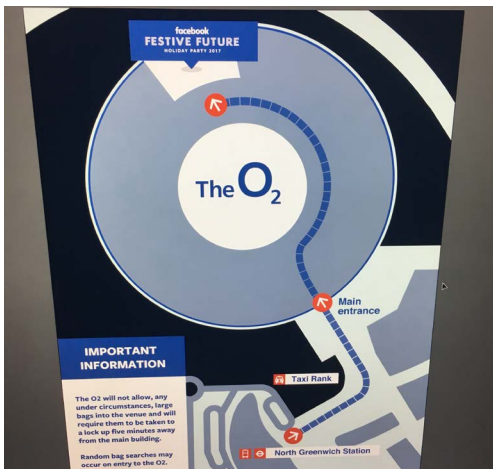 facebook
FESTIVE FUTURE
HOLIDAY PARTY 2017
The O2
Main
entrance
IMPORTANT
INFORMATION
Taxi Rank
The O2 will not allow, any
under circumstances, large
bags into the venue and will
require them to be taken to
a lock up five minutes away
from the main building.
Random bag searches may
occur on entry to the O2.
North Greenwich Station